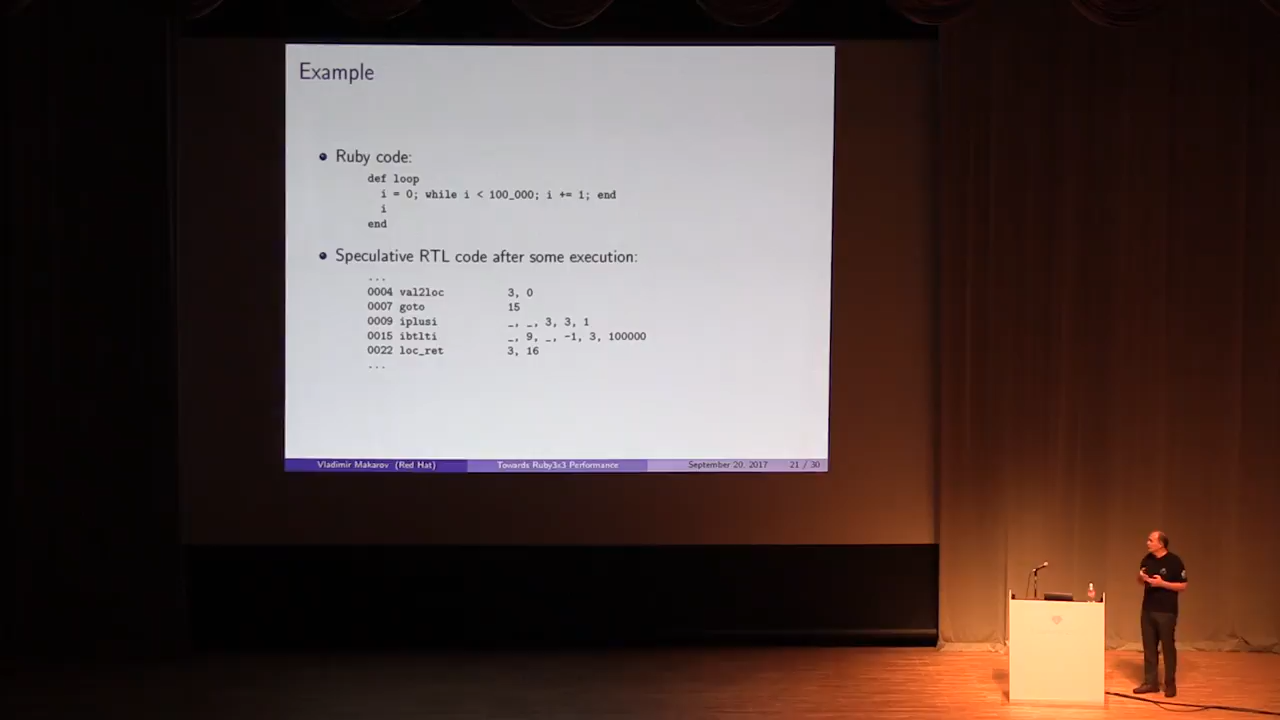 Example
Ruby code:
def loop
i = 0; while i < 100_000; i += 1; end
i
end
Speculative RTL code after some execution:
...
0004 val2loc 3, 0
0007 goto 15
0009 iplusi _, _, 3, 3, 1
0015 ibtlti _, 9, _, -1, 3, 100000
0022 loc_ret 3, 16
...
Vladimir Makarov (Red Hat) Towards Ruby3x3 Performance September 20, 2017 21 / 30